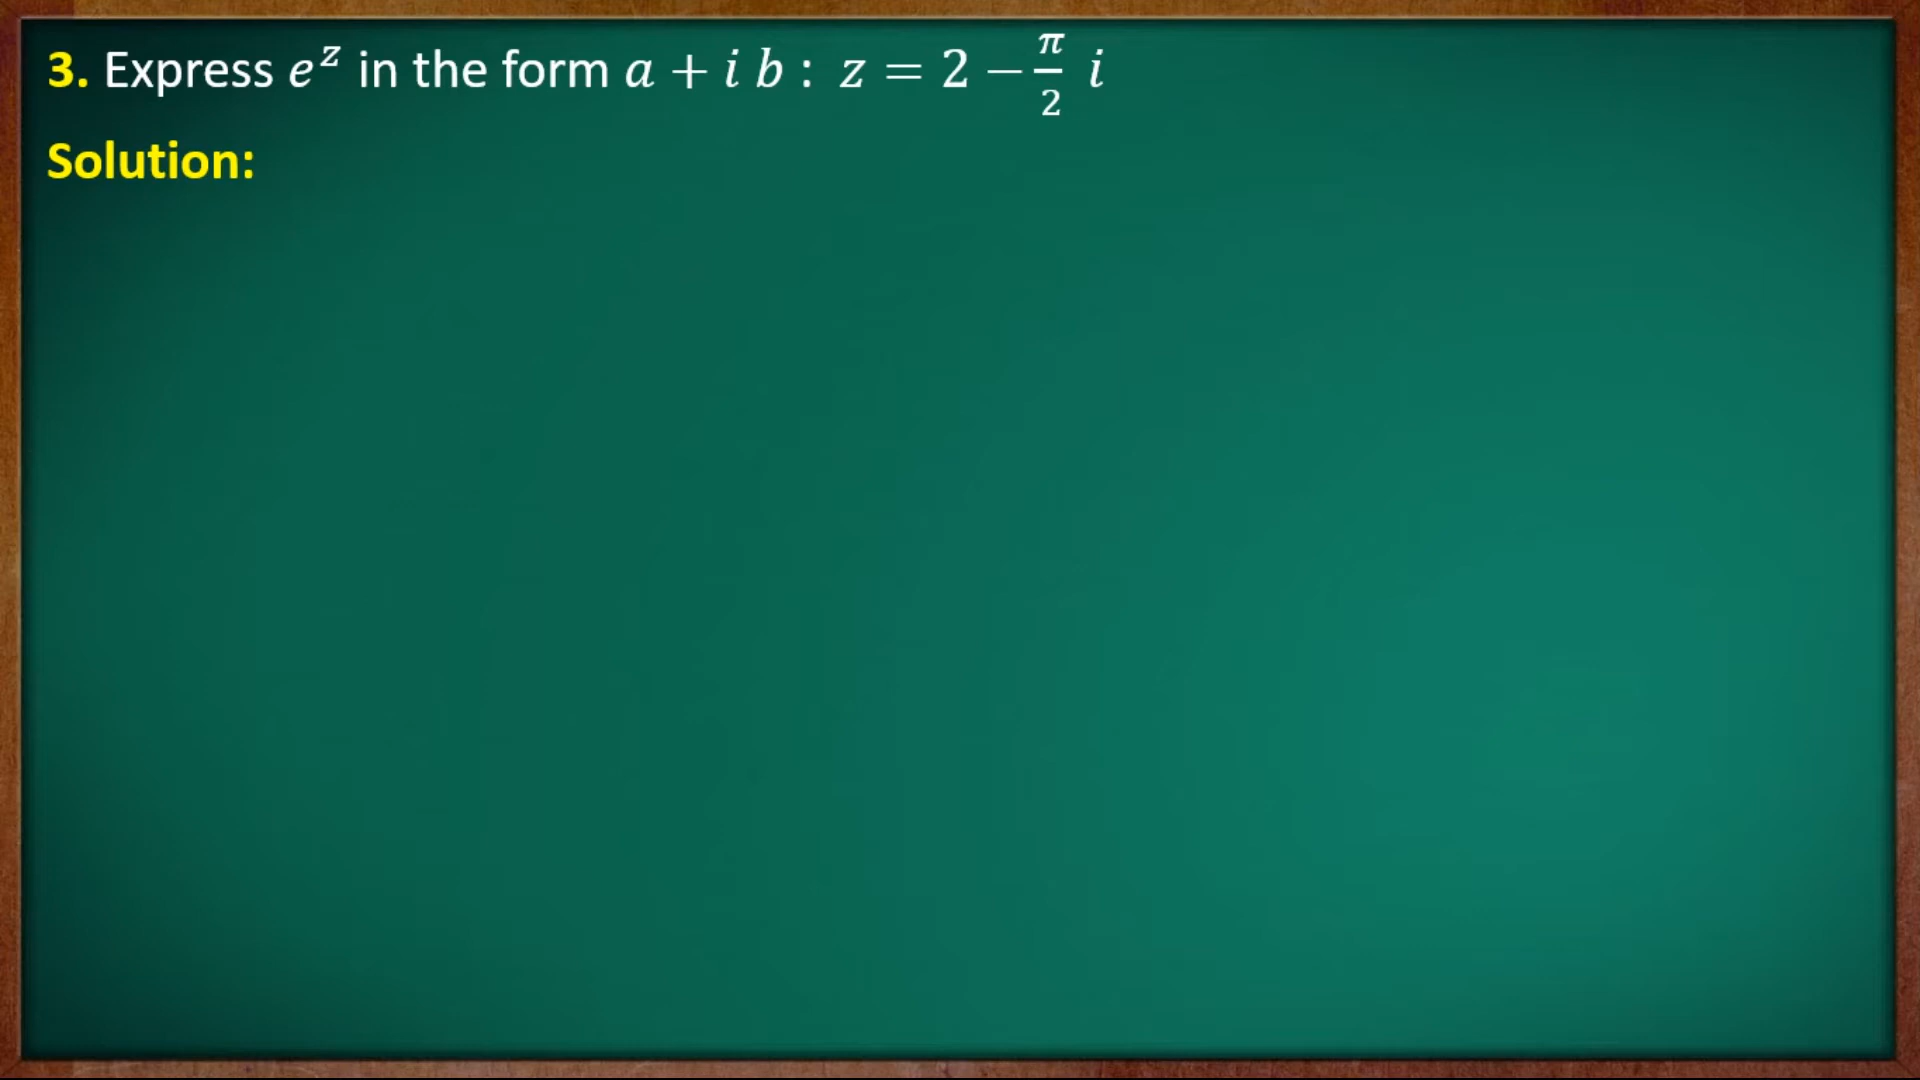 3. Express e^z in the form a + i b : z = 2 − π/2 i
Solution: